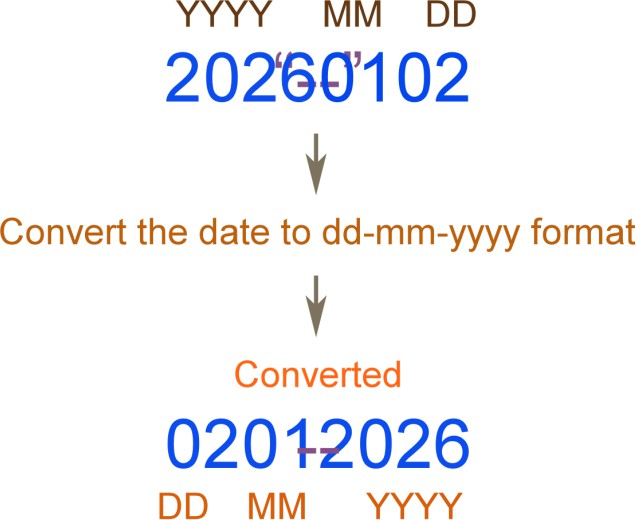 YYYY MM DD
20260102
“--”
Convert the date to dd-mm-yyyy format
Converted
02012026
--
DD MM YYYY